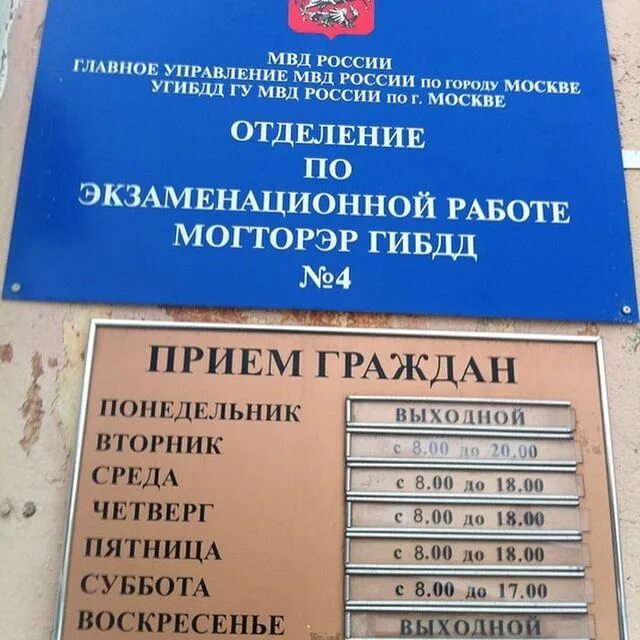 МВД РОССИИ
ГЛАВНОЕ УПРАВЛЕНИЕ МВД РОССИИ ПО ГОРОДУ МОСКВЕ
УГИБДД ГУ МВД РОССИИ ПО Г. МОСКВЕ
ОТДЕЛЕНИЕ
ПО
ЭКЗАМЕНАЦИОННОЙ РАБОТЕ
МОГТОРЭР ГИБДД
№4
ПРИЕМ ГРАЖДАН
ПОНЕДЕЛЬНИК ВЫХОДНОЙ
ВТОРНИК с 8.00 до 20.00
СРЕДА с 8.00 до 18.00
ЧЕТВЕРГ с 8.00 до 18.00
ПЯТНИЦА с 8.00 до 18.00
СУББОТА с 8.00 до 17.00
ВОСКРЕСЕНЬЕ ВЫХОДНОЙ